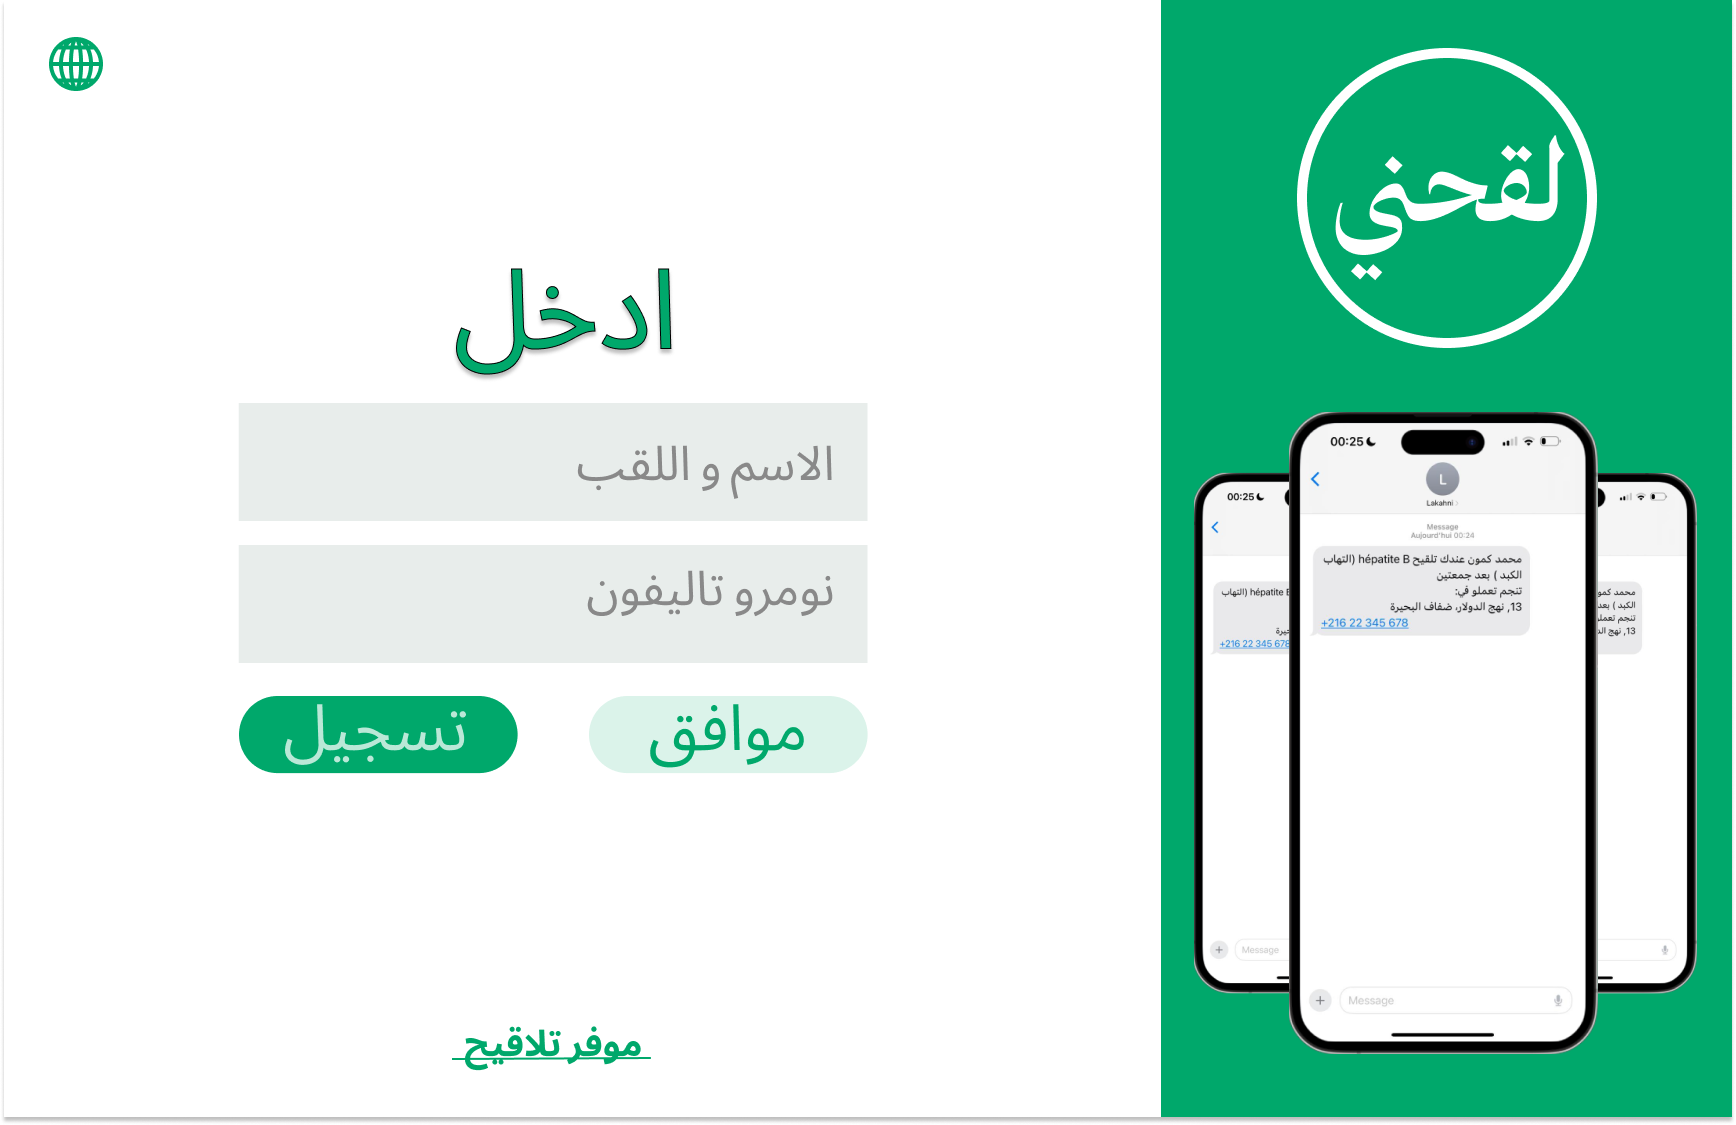 لقحني
ادخل
الاسم و اللقب
نومرو تاليفون
موافق
تسجيل
موفر تلاقيح
00:25
L
Lakahni
Message
Aujourd'hui 00:24
محمد كمون عندك تلقيح hépatite B (التهاب
الكبد ) بعد جمعتين
تنجم تعملو في:
13, نهج الدولار، ضفاف البحيرة
+216 22 345 678
Message
00:25
hépatite (التهاب
+216 22 345 678
Message
محمد كمو
الكبد ) بعد
تنجم تعملو
13, نهج الد